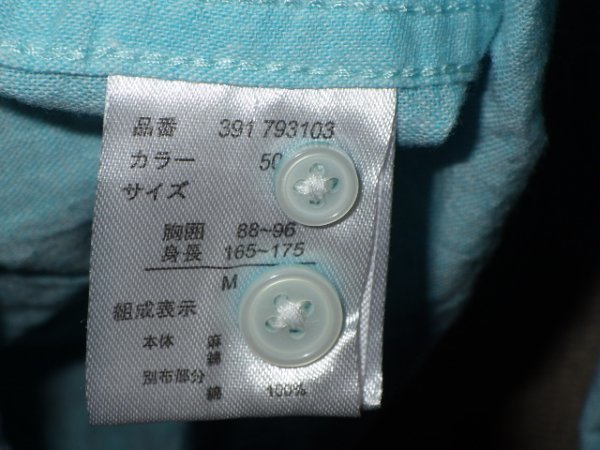 品番 391 793103
カラー 50
サイズ
胸囲 88~96
身長 165~175
M
組成表示
本体 麻
綿
別布部分
綿 100%